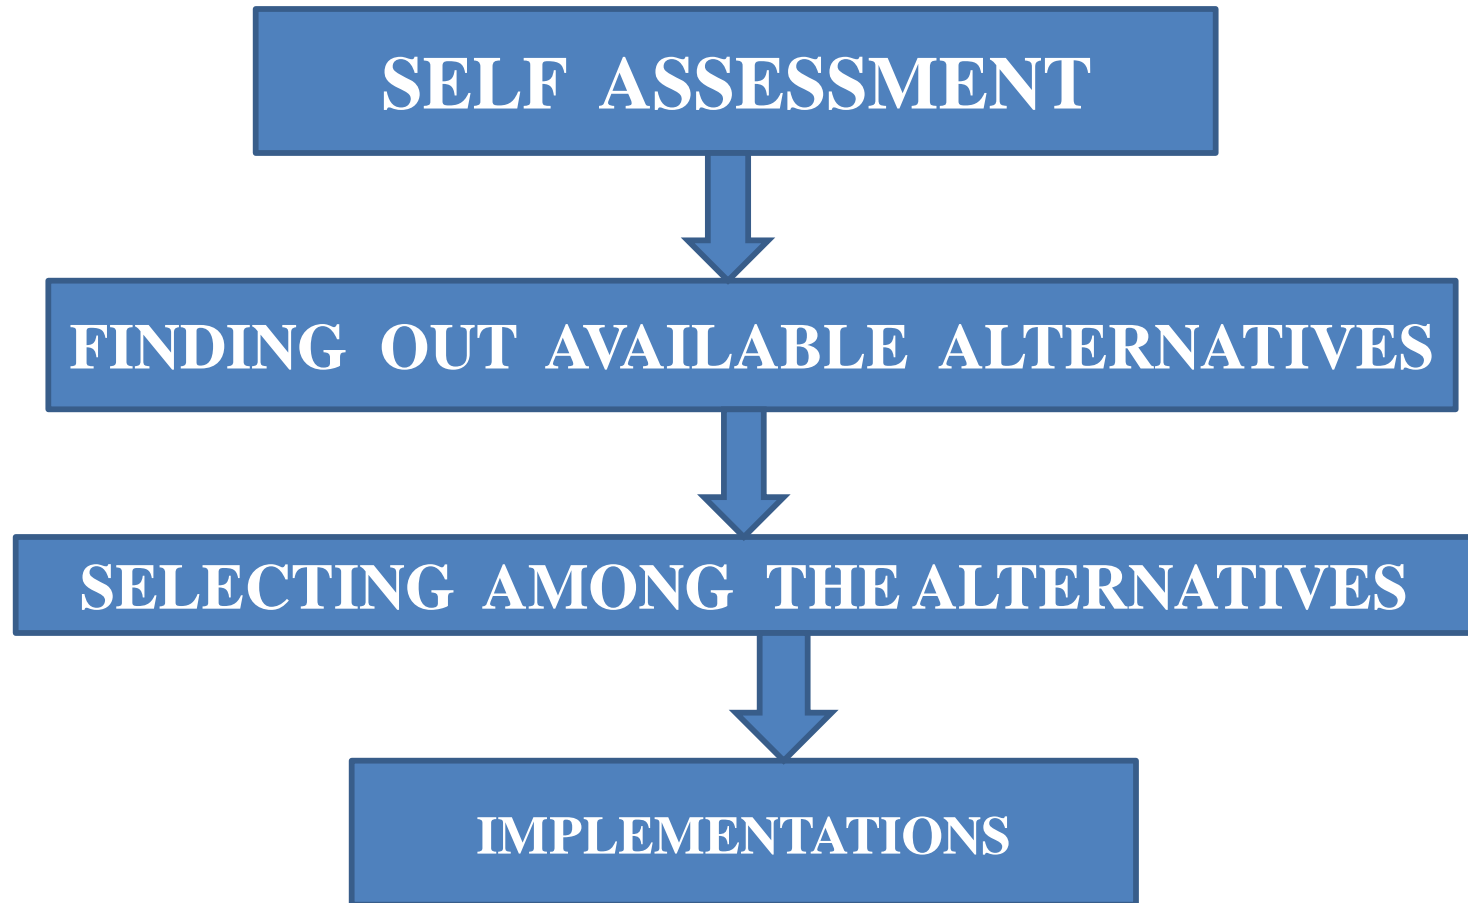 SELF ASSESSMENT
FINDING OUT AVAILABLE ALTERNATIVES
SELECTING AMONG THE ALTERNATIVES
IMPLEMENTATIONS